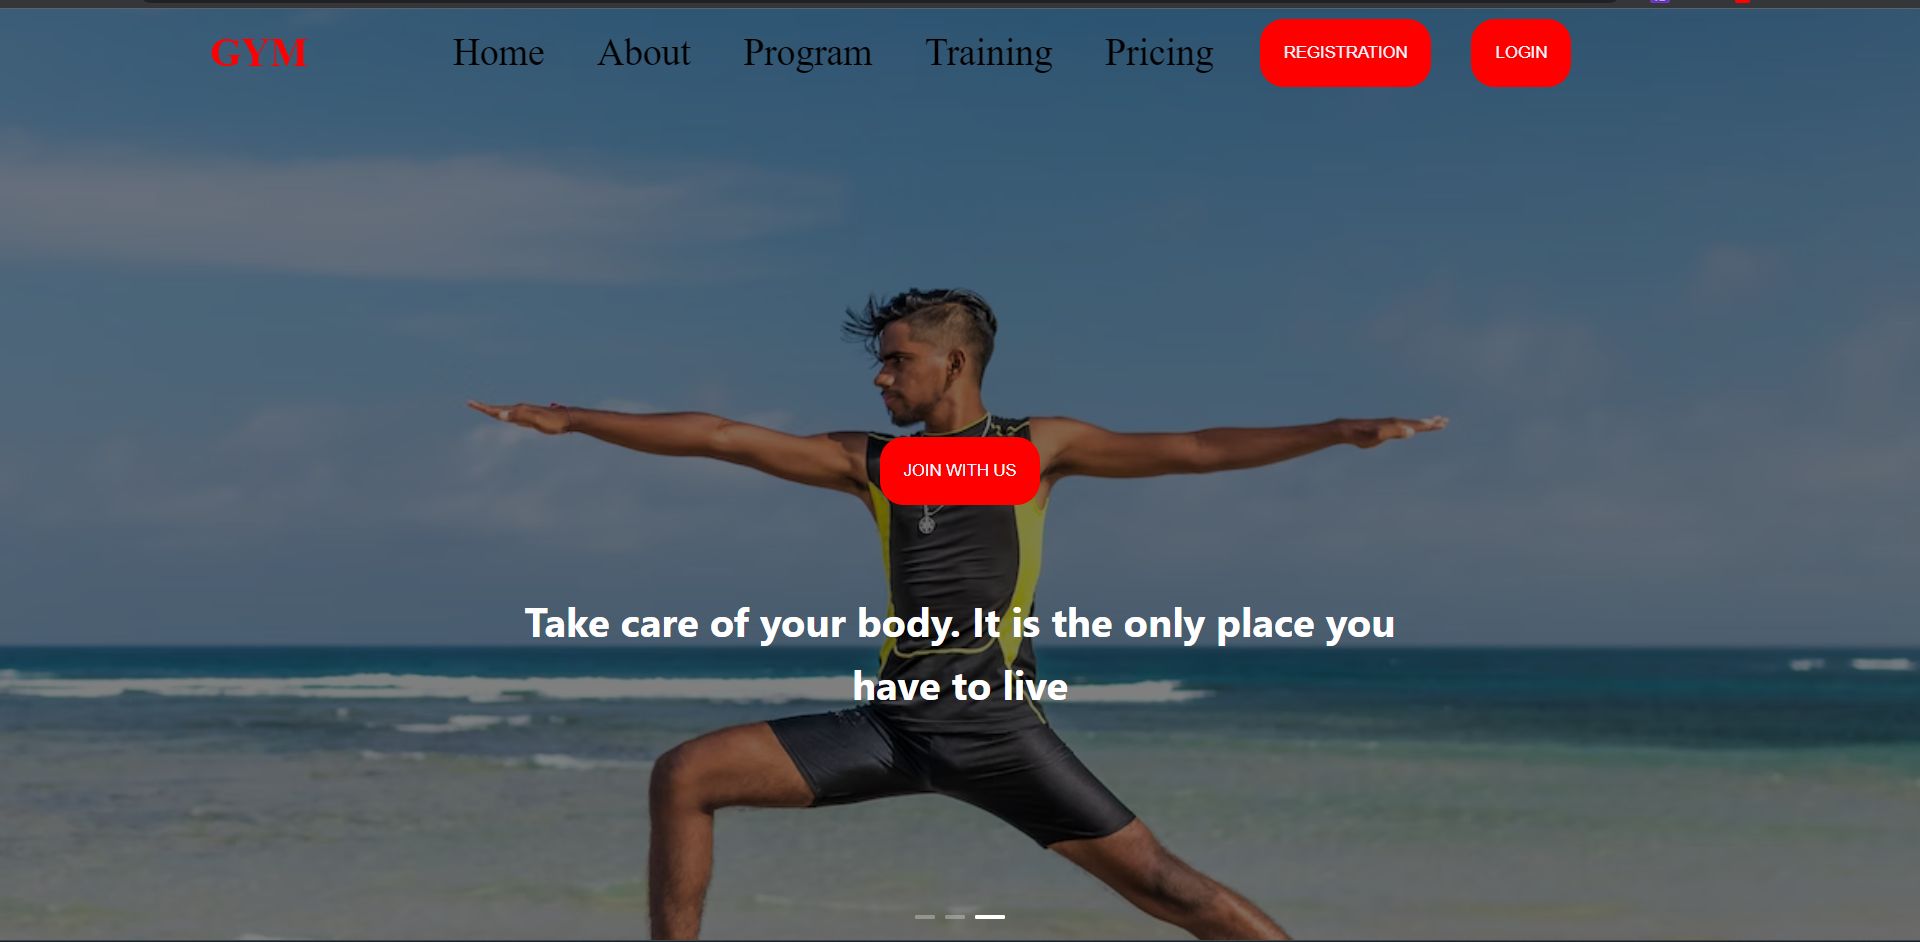 GYM Home About Program Training Pricing REGISTRATION LOGIN
JOIN WITH US
Take care of your body. It is the only place you
have to live